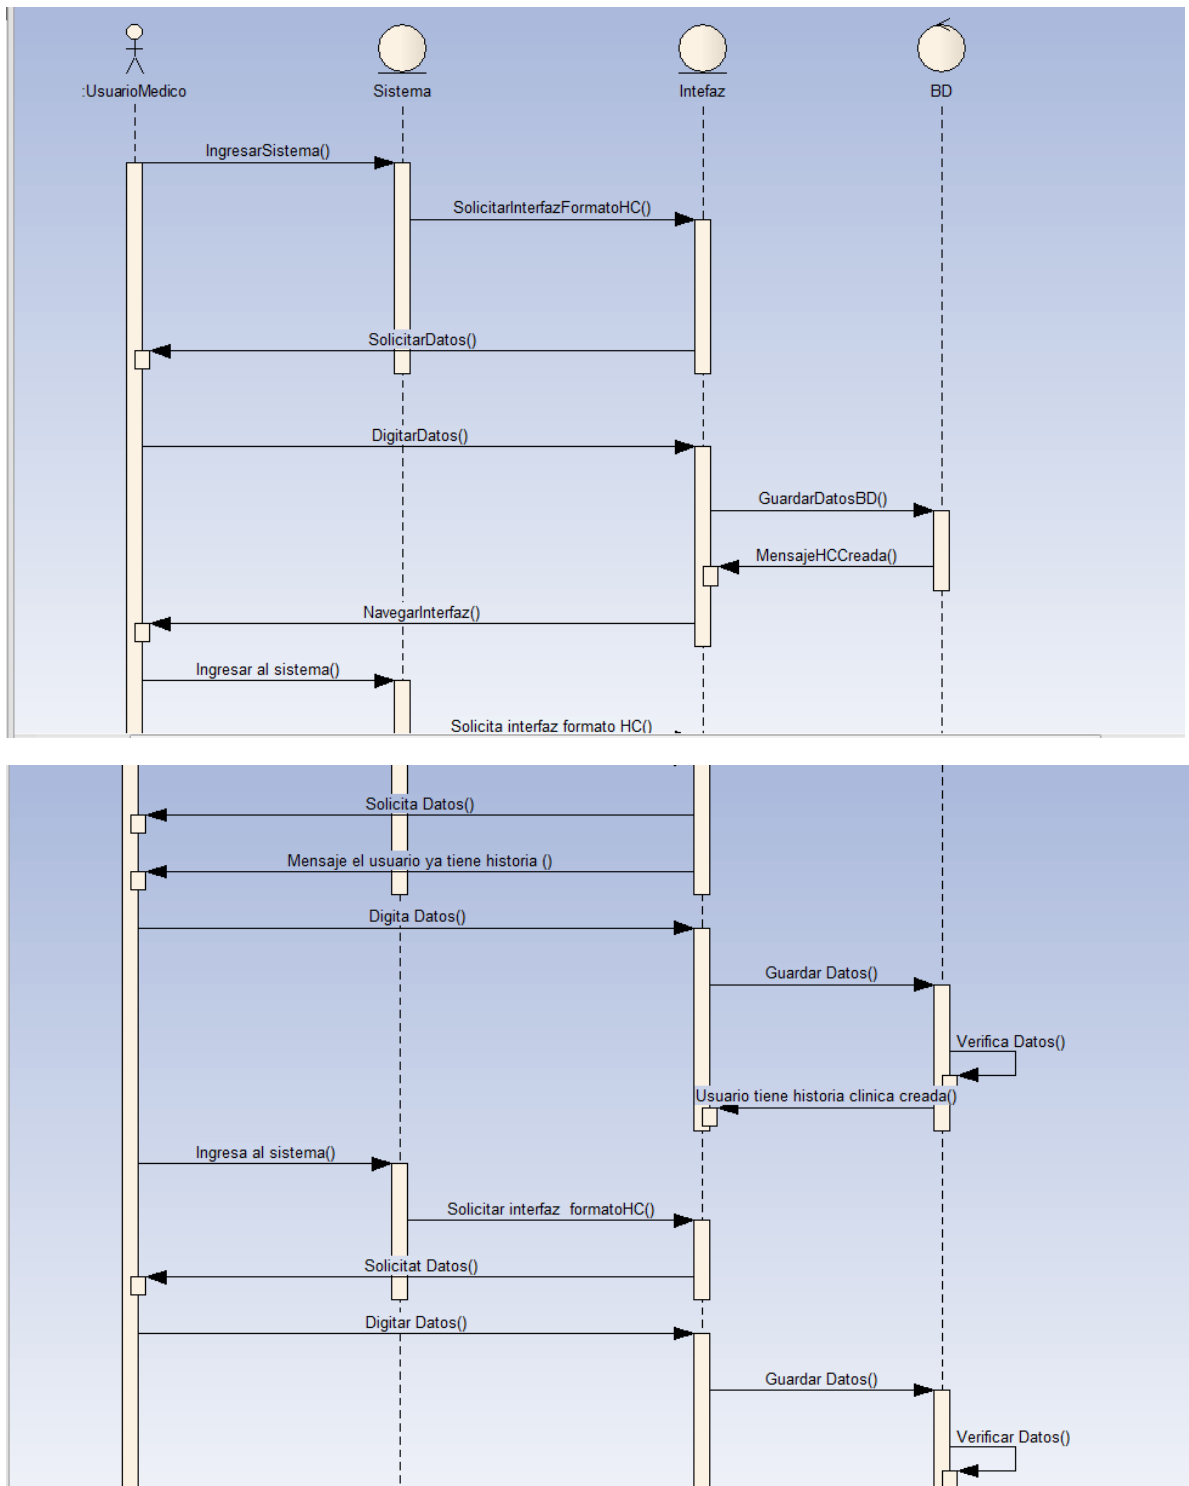 :UsuarioMedico
Sistema
Intefaz
BD
IngresarSistema()
SolicitarInterfazFormatoHC()
SolicitarDatos()
DigitarDatos()
GuardarDatosBD()
MensajeHCCreada()
NavegarInterfaz()
Ingresar al sistema()
Solicita interfaz formato HC()
Solicita Datos()
Mensaje el usuario ya tiene historia ()
Digita Datos()
Guardar Datos()
Verifica Datos()
Usuario tiene historia clinica creada()
Ingresa al sistema()
Solicitar interfaz  formatoHC()
Solicitat Datos()
Digitar Datos()
Guardar Datos()
Verificar Datos()